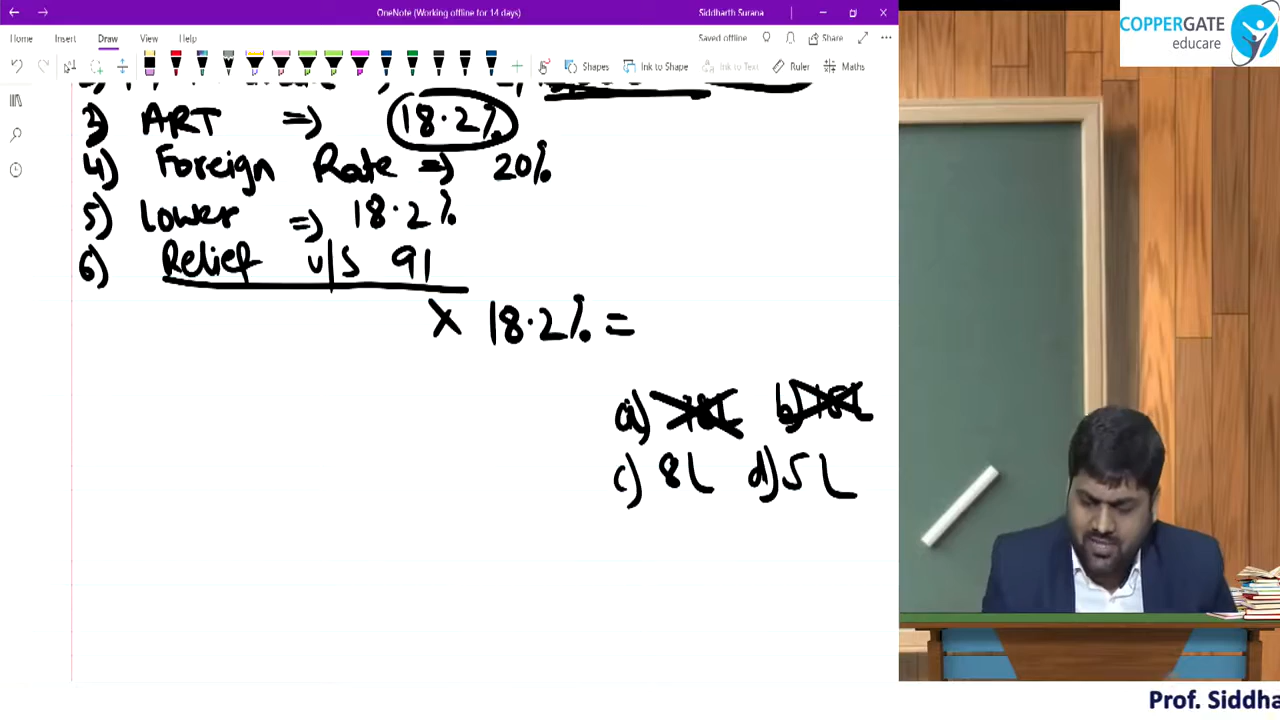 OneNote (Working offline for 14 days)
Siddharth Surana
Home Insert Draw View Help
Saved offline
Share
Shapes
Ink to Shape
Ink to Text
Ruler
Maths
COPPERGATE
educare
3) ART => 18.2%
4) Foreign Rate => 20%
5) Lower => 18.2%
6) Relief u/s 91
x 18.2% =
a)
b)
c) 8L d) 5L
Prof. Siddha